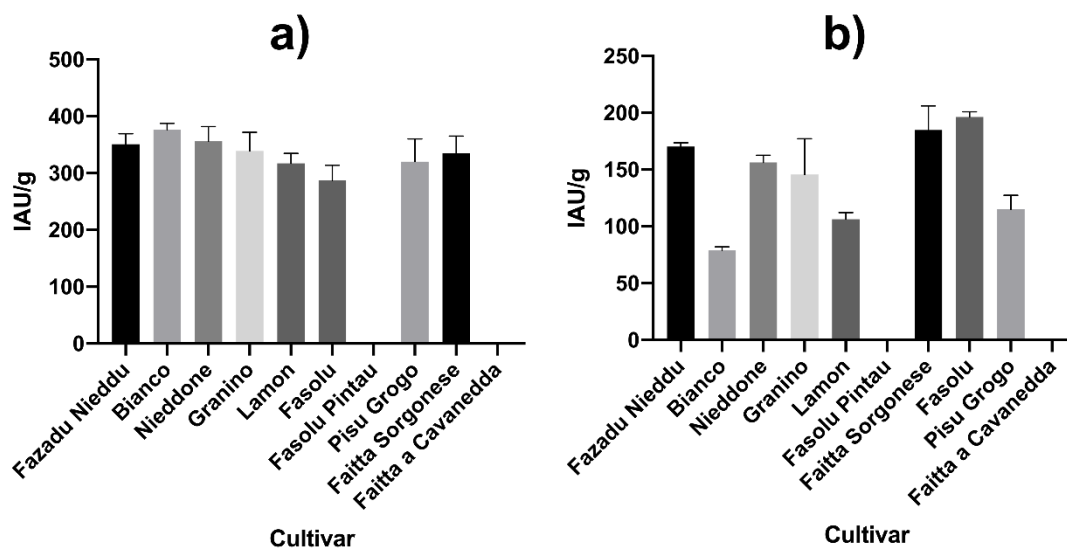 a)
500
400
300
200
100
0
IAU/g
Fazadu Nieddu
Bianco
Nieddone
Granino
Lamon
Fasolu
Fasolu Pintau
Pisu Grogo
Faitta Sorgonese
Faitta a Cavanedda
Cultivar
b)
250
200
150
100
50
0
IAU/g
Fazadu Nieddu
Bianco
Nieddone
Granino
Lamon
Fasolu Pintau
Faitta Sorgonese
Fasolu
Pisu Grogo
Faitta a Cavanedda
Cultivar